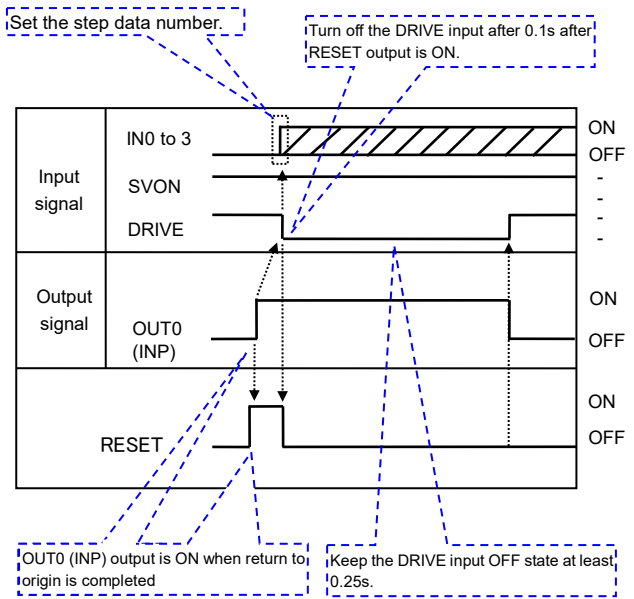 Set the step data number.
Turn off the DRIVE input after 0.1s after
RESET output is ON.
Input
signal
IN0 to 3
ON
OFF
SVON
-
-
DRIVE
-
-
Output
signal
OUT0
(INP)
ON
OFF
RESET
ON
OFF
OUT0 (INP) output is ON when return to
origin is completed
Keep the DRIVE input OFF state at least
0.25s.